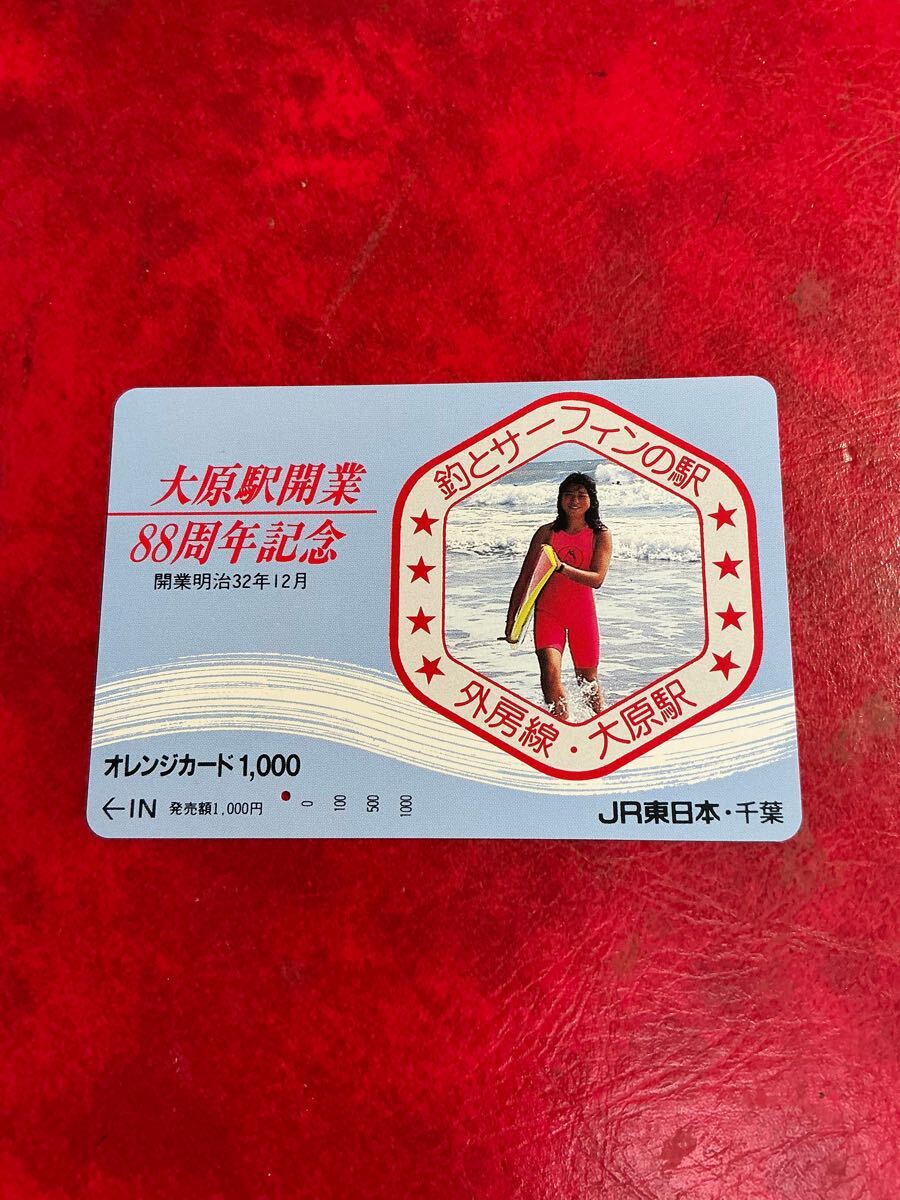 大原駅開業
88周年記念
開業明治32年12月
釣とサーフィンの駅
★★★★ ★★★★
外房線・大原駅
オレンジカード1,000
←IN 発売額1,000円 0 100 500 1000
JR東日本・千葉